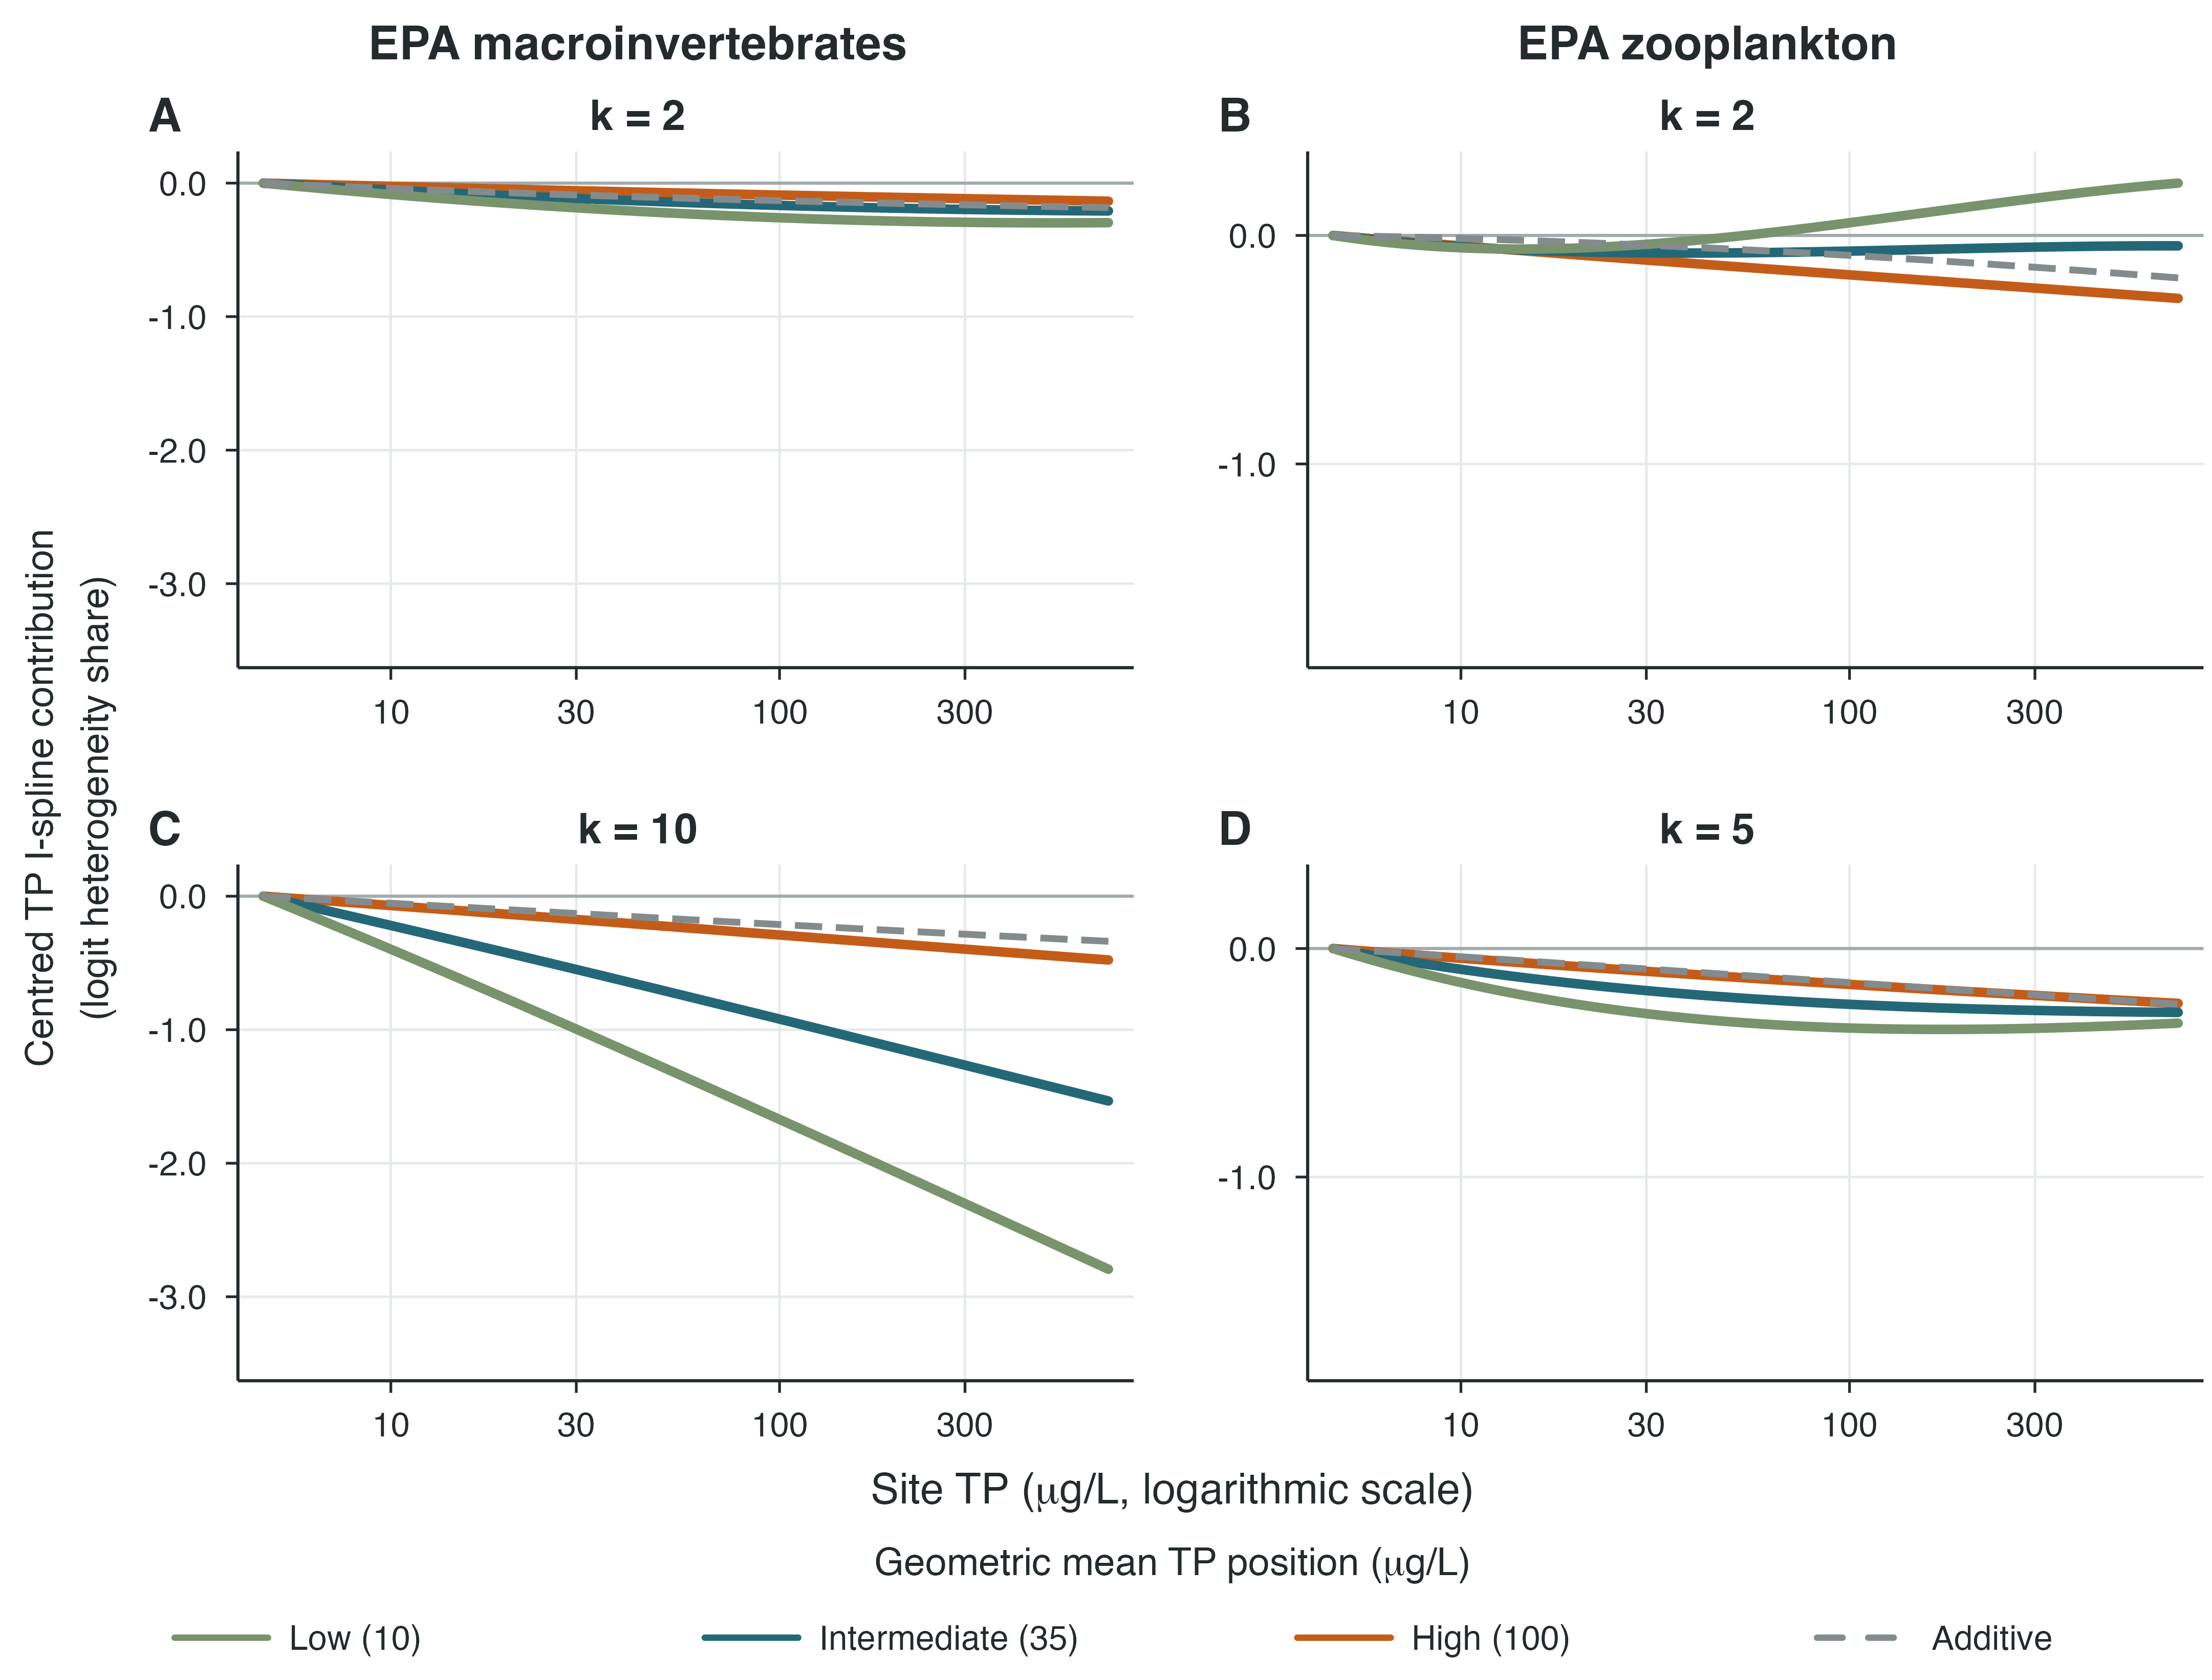 EPA macroinvertebrates
EPA zooplankton
A
k = 2
0.0
-1.0
-2.0
-3.0
10
30
100
300
B
k = 2
0.0
-1.0
10
30
100
300
Centred TP I-spline contribution
(logit heterogeneity share)
C
k = 10
0.0
-1.0
-2.0
-3.0
10
30
100
300
D
k = 5
0.0
-1.0
10
30
100
300
Site TP (μg/L, logarithmic scale)
Geometric mean TP position (μg/L)
Low (10)
Intermediate (35)
High (100)
Additive